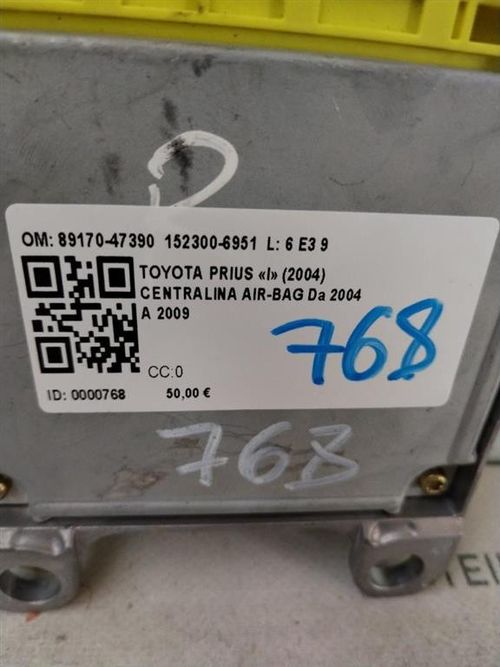 2
OM: 89170-47390 152300-6951 L: 6 E3 9
TOYOTA PRIUS «I» (2004)
CENTRALINA AIR-BAG Da 2004
A 2009
768
CC:0
ID: 0000768 50,00 €
768
TEI